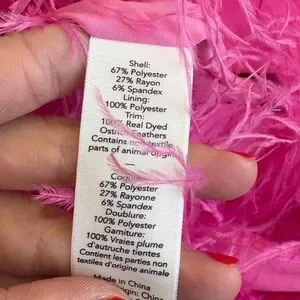 Shell:
67% Polyester
27% Rayon
6% Spandex
Lining:
100% Polyester
Trim:
100% Real Dyed
Ostrich Feathers
Contains non-textile
parts of animal origin
—
Coquille:
67% Polyester
27% Rayonne
6% Spandex
Doublure:
100% Polyester
Garniture:
100% Vraies plume
d'autruche tientes
Contient les parties non
textiles d'origine animale
Made in China
Origin: China